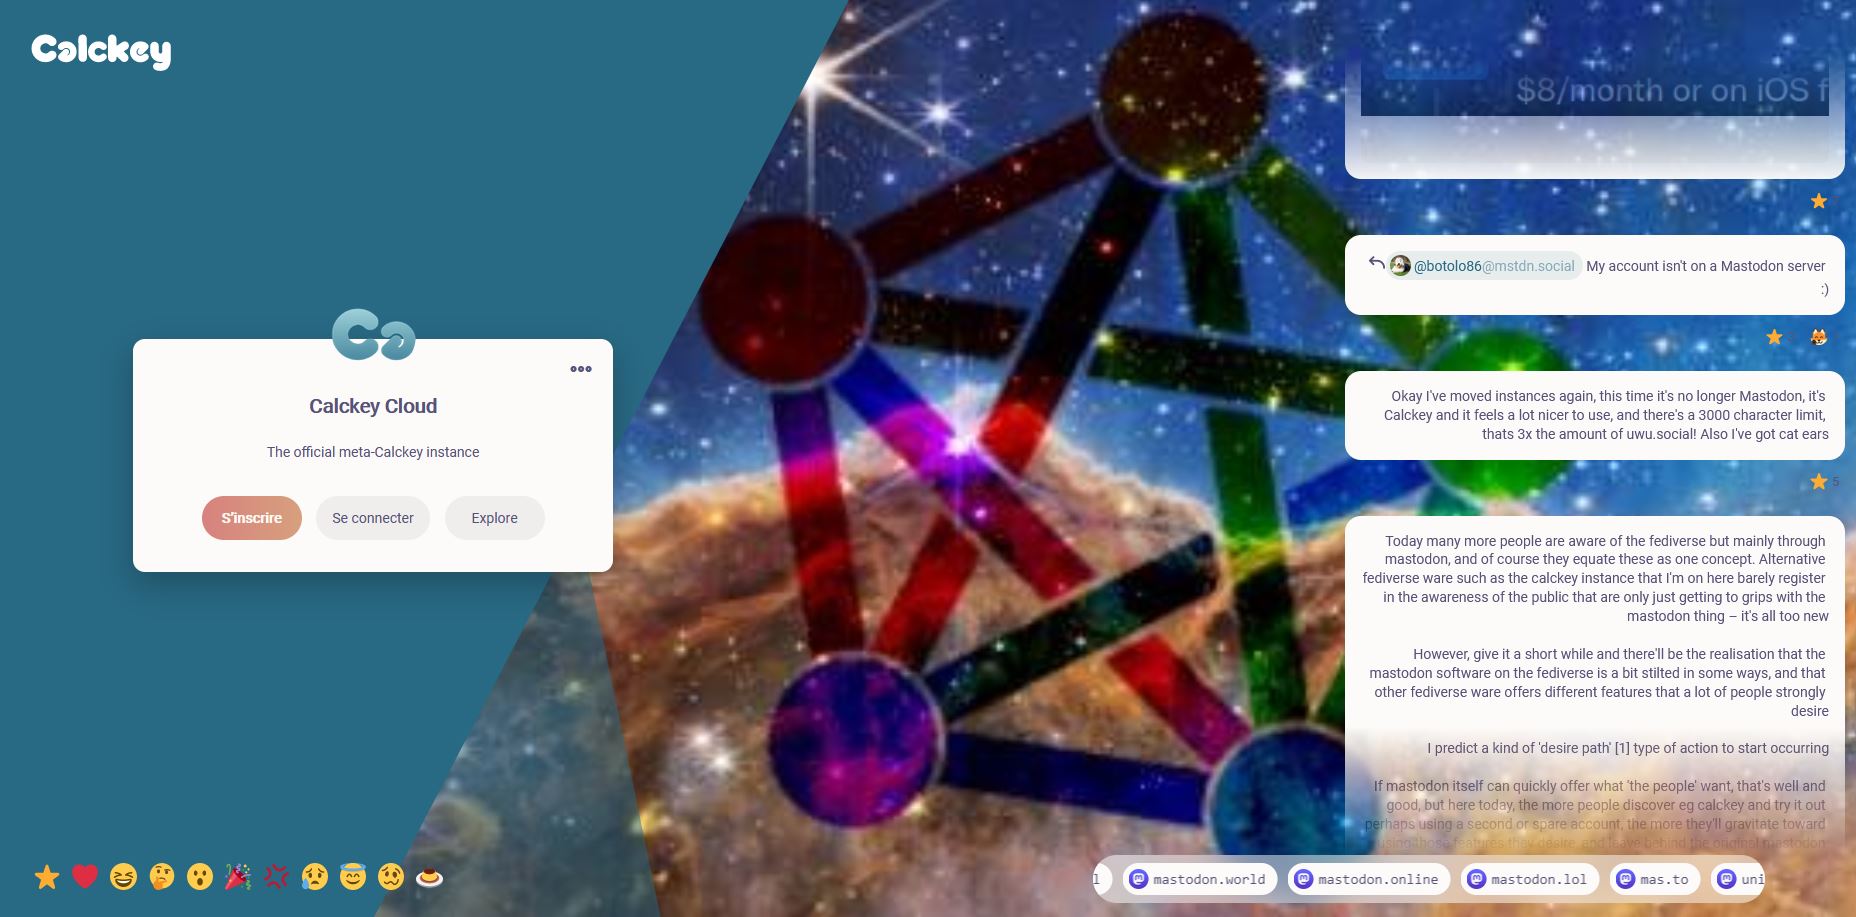 Calckey
Calckey Cloud
The official meta-Calckey instance
S'inscrire
Se connecter
Explore
$8/month or on iOS f
@botolo86@mstdn.social My account isn't on a Mastodon server
:)
Okay I've moved instances again, this time it's no longer Mastodon, it's
Calckey and it feels a lot nicer to use, and there's a 3000 character limit,
thats 3x the amount of uwu.social! Also I've got cat ears
5
Today many more people are aware of the fediverse but mainly through
mastodon, and of course they equate these as one concept. Alternative
fediverse ware such as the calckey instance that I'm on here barely register
in the awareness of the public that are only just getting to grips with the
mastodon thing – it's all too new
However, give it a short while and there'll be the realisation that the
mastodon software on the fediverse is a bit stilted in some ways, and that
other fediverse ware offers different features that a lot of people strongly
desire
I predict a kind of 'desire path' [1] type of action to start occurring
If mastodon itself can quickly offer what 'the people' want, that's well and
good, but here today, the more people discover eg calckey and try it out
perhaps using a second or spare account, the more they'll gravitate toward
using those features they desire, and leave behind the original mastodon
l
mastodon.world
mastodon.online
mastodon.lol
mas.to
uni